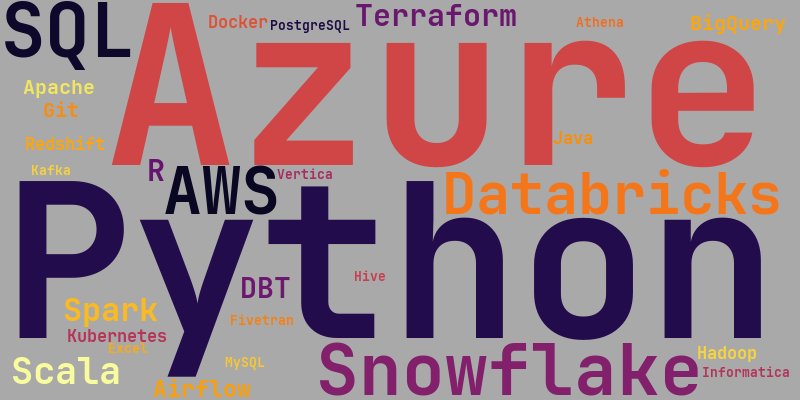 SQL
Docker
PostgreSQL
Terraform
Athena
BigQuery
Azure
Apache
Git
Redshift
Java
Kafka
R
AWS
Vertica
Databricks
Python
Hive
DBT
Spark
Fivetran
Kubernetes
Excel
MySQL
Snowflake
Hadoop
Informatica
Scala
Airflow